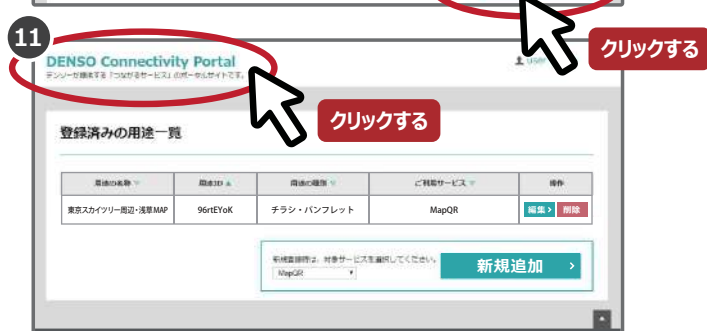 クリックする
11
DENSO Connectivity Portal
デンソーが提供する「つながるサービス」のポータルサイトです。
user
クリックする
登録済みの用途一覧
用途の名称 用途ID 用途の種別 ご利用サービス 操作
東京スカイツリー周辺・浅草MAP 96rtEYoK チラシ・パンフレット MapQR 編集 削除
新規登録時は、対象サービスを選択してください。
MapQR
新規追加